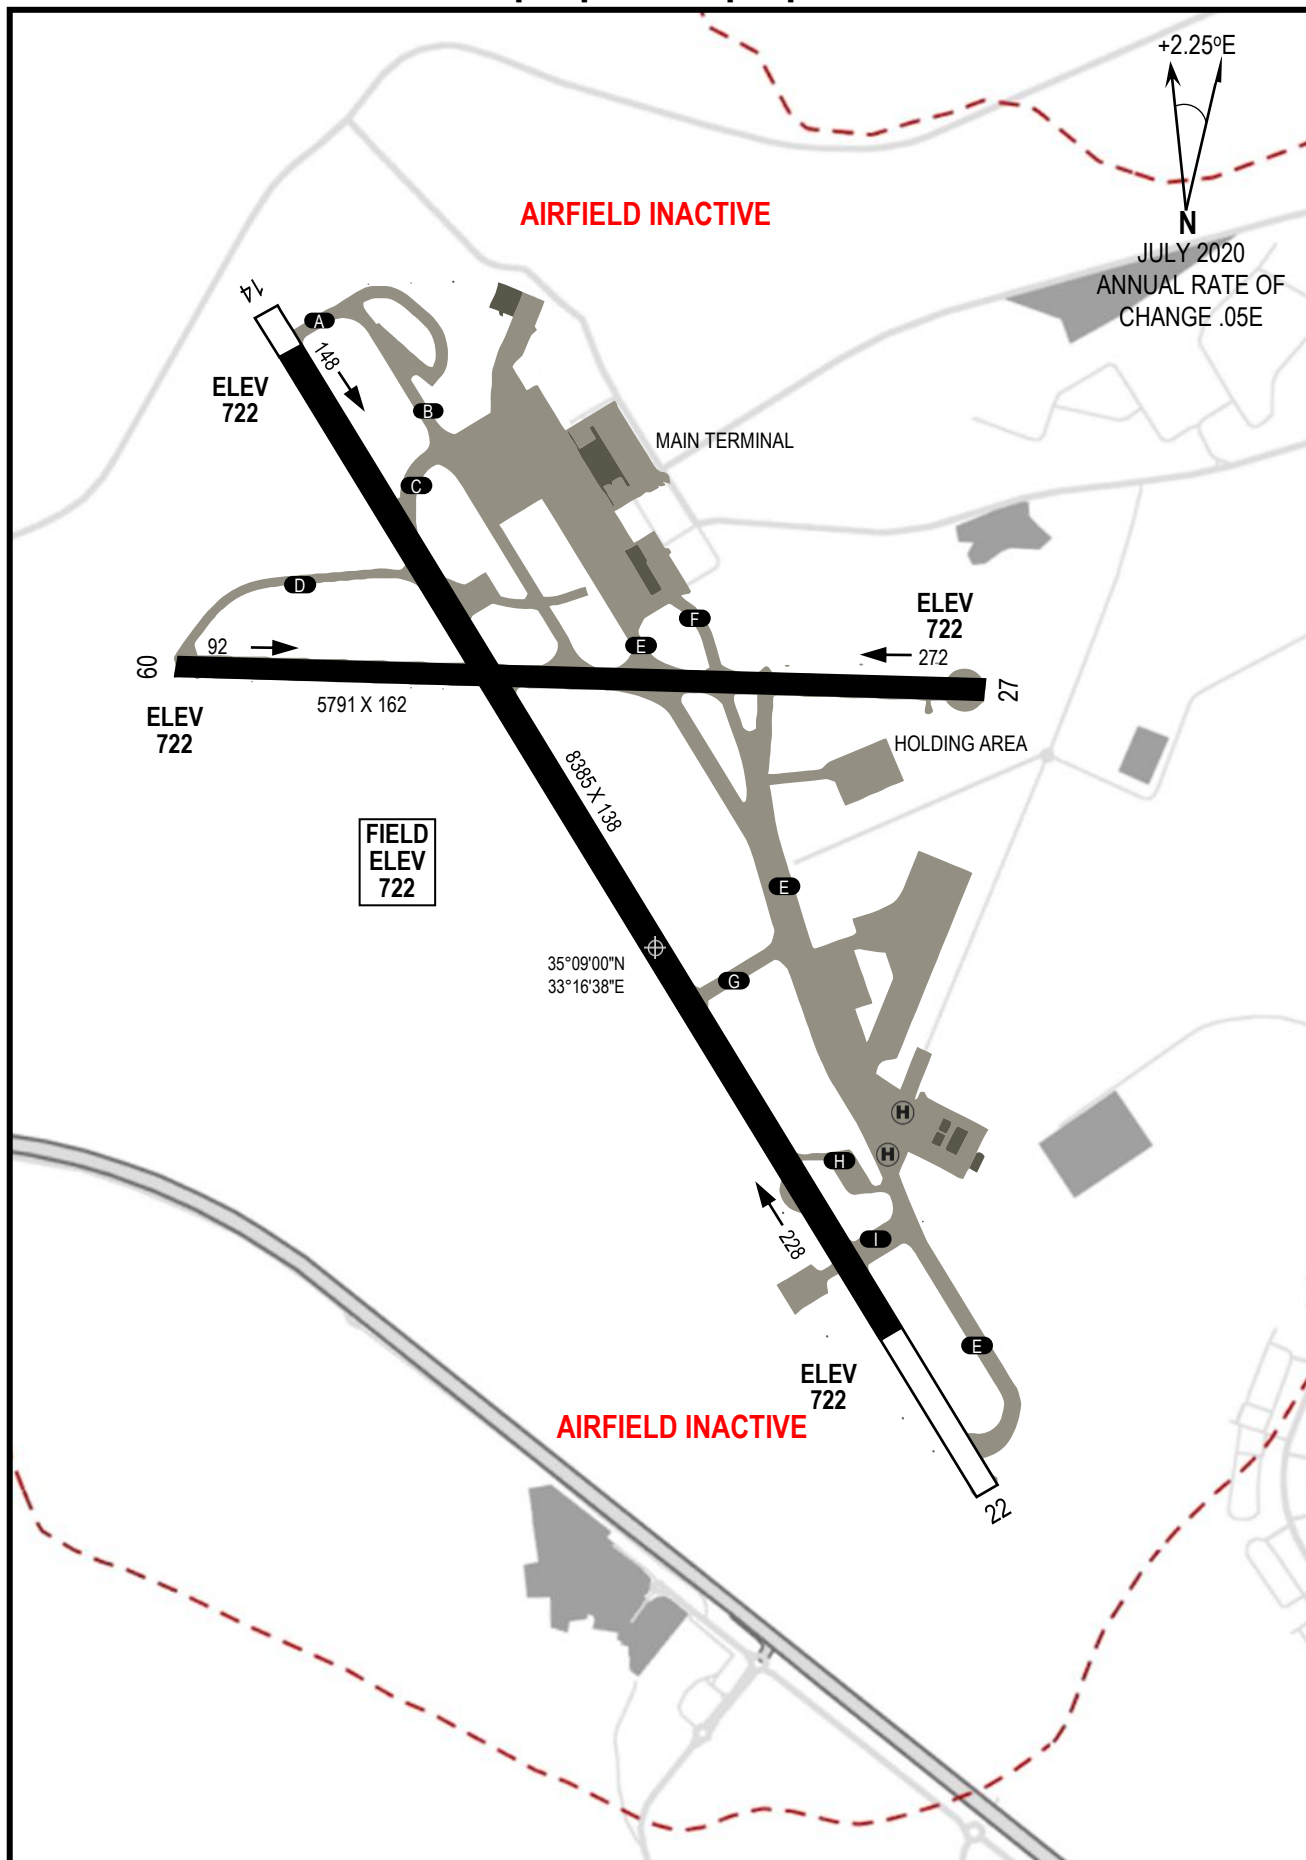 +2.25ºE
N
JULY 2020
ANNUAL RATE OF
CHANGE .05E
AIRFIELD INACTIVE
14
A
148
ELEV
722
B
MAIN TERMINAL
C
D
ELEV
722
F
E
92
272
09
27
ELEV
722
5791 X 162
HOLDING AREA
8385 X 138
FIELD
ELEV
722
E
35°09'00"N
33°16'38"E
G
H
H
H
228
I
E
ELEV
722
AIRFIELD INACTIVE
22